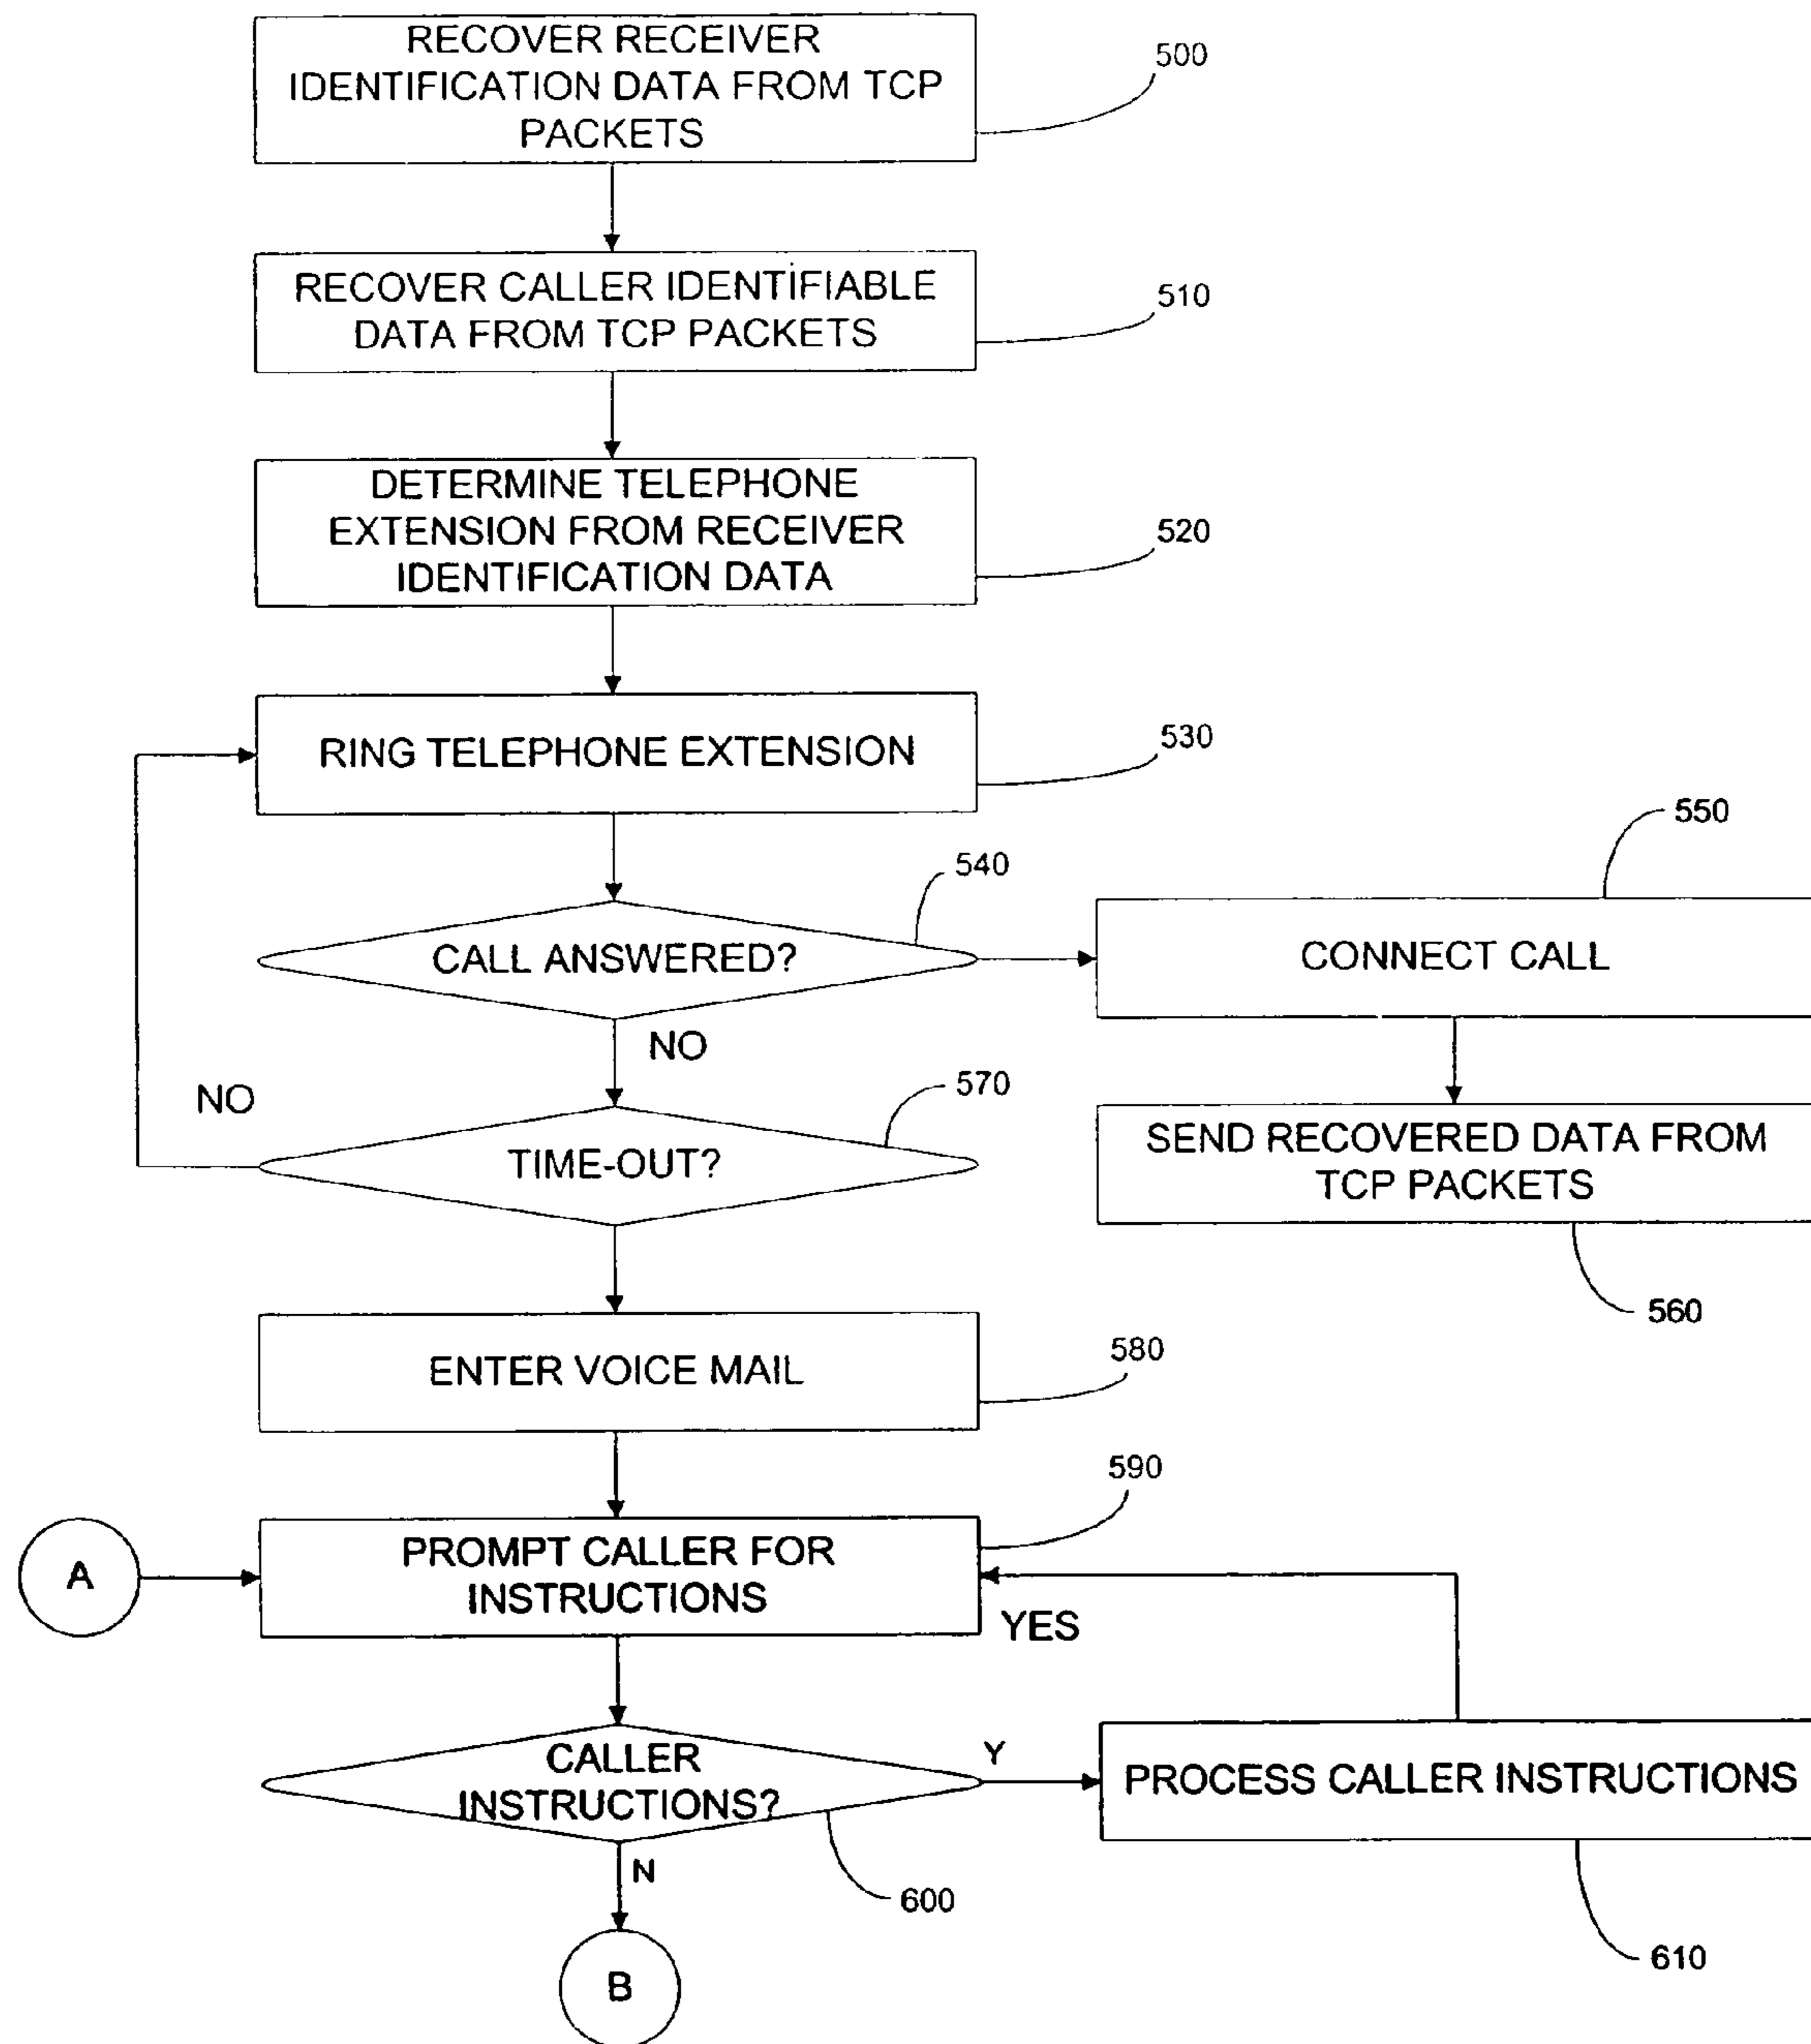 RECOVER RECEIVER
IDENTIFICATION DATA FROM TCP
PACKETS
500
RECOVER CALLER IDENTIFIABLE
DATA FROM TCP PACKETS
510
DETERMINE TELEPHONE
EXTENSION FROM RECEIVER
IDENTIFICATION DATA
520
RING TELEPHONE EXTENSION
530
540
CALL ANSWERED?
NO
550
CONNECT CALL
NO
570
TIME-OUT?
SEND RECOVERED DATA FROM
TCP PACKETS
560
ENTER VOICE MAIL
580
590
A
PROMPT CALLER FOR
INSTRUCTIONS
YES
CALLER
INSTRUCTIONS?
Y
PROCESS CALLER INSTRUCTIONS
N
600
610
B